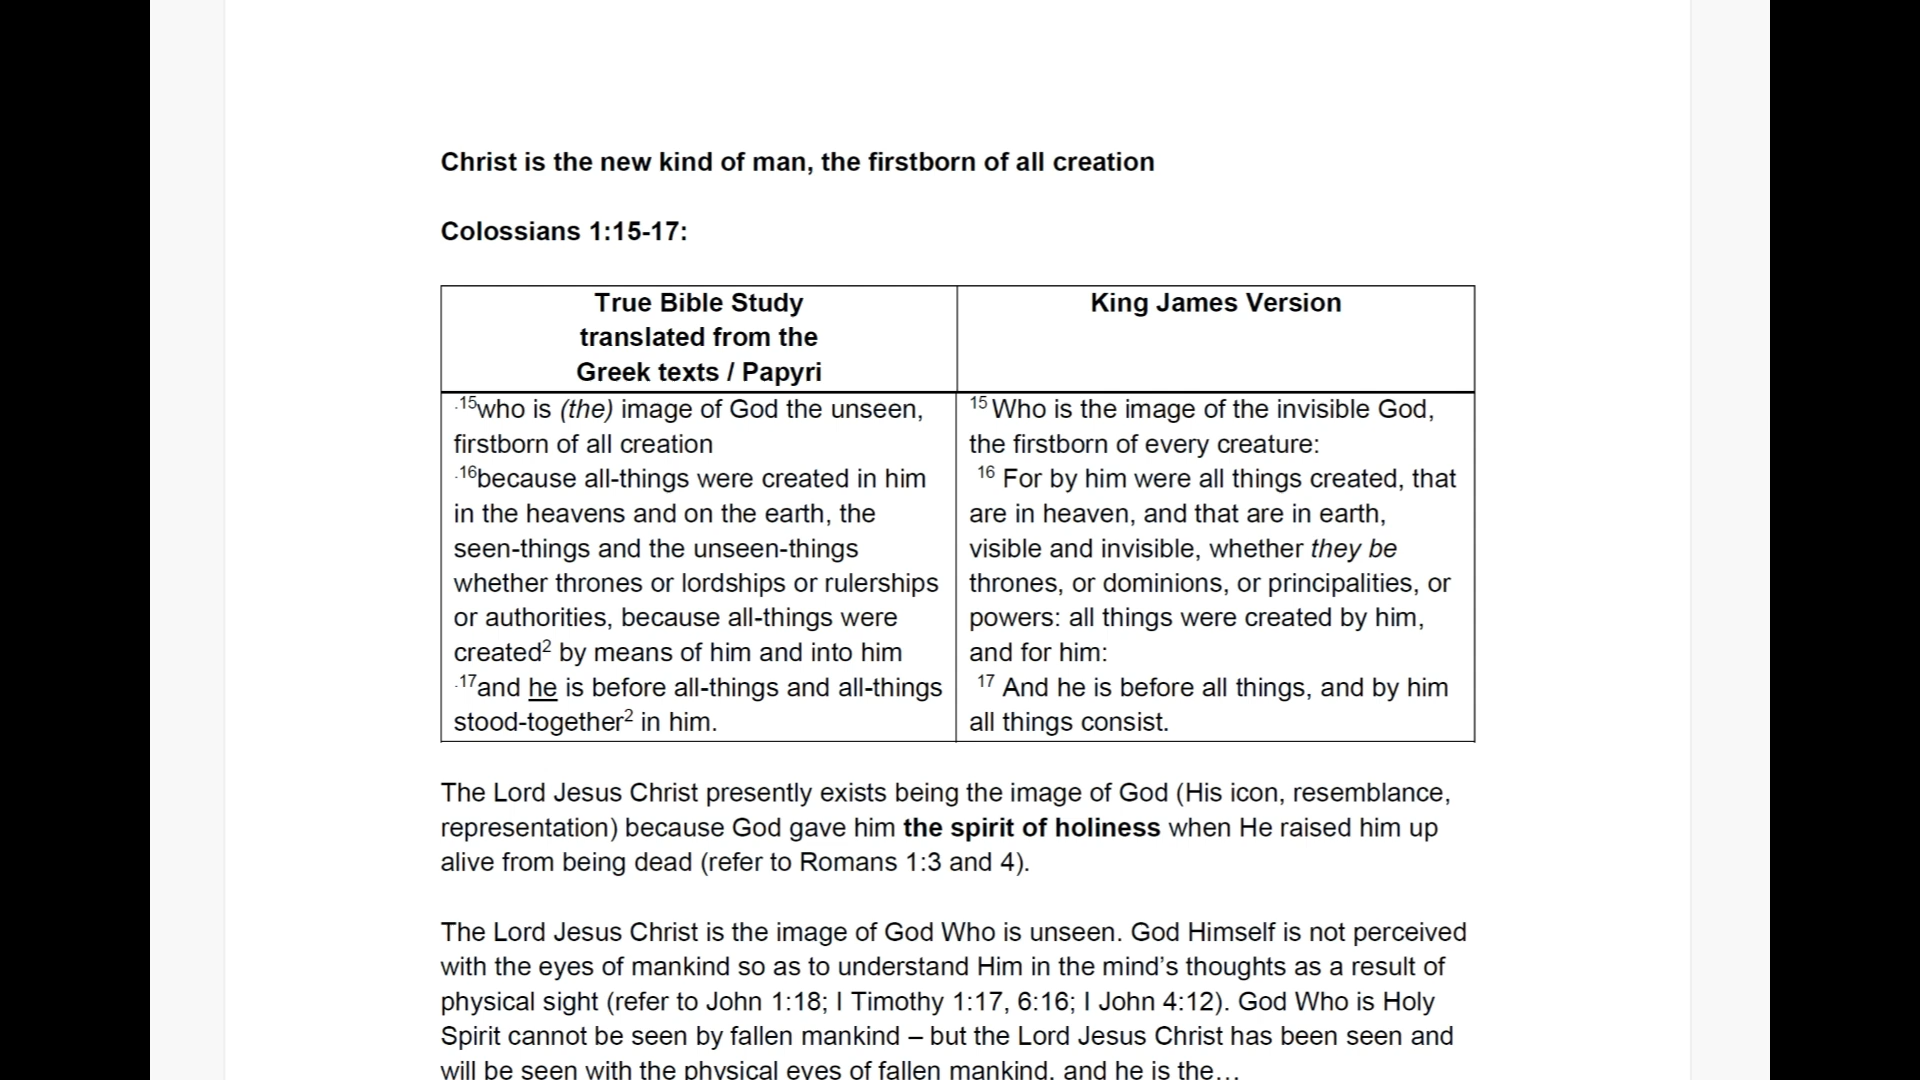 Christ is the new kind of man, the firstborn of all creation
Colossians 1:15-17:
True Bible Study
translated from the
Greek texts / Papyri
.15who is (the) image of God the unseen,
firstborn of all creation
.16because all-things were created in him
in the heavens and on the earth, the
seen-things and the unseen-things
whether thrones or lordships or rulerships
or authorities, because all-things were
created2 by means of him and into him
.17and he is before all-things and all-things
stood-together2 in him.
King James Version
15 Who is the image of the invisible God,
the firstborn of every creature:
16 For by him were all things created, that
are in heaven, and that are in earth,
visible and invisible, whether they be
thrones, or dominions, or principalities, or
powers: all things were created by him,
and for him:
17 And he is before all things, and by him
all things consist.
The Lord Jesus Christ presently exists being the image of God (His icon, resemblance,
representation) because God gave him the spirit of holiness when He raised him up
alive from being dead (refer to Romans 1:3 and 4).
The Lord Jesus Christ is the image of God Who is unseen. God Himself is not perceived
with the eyes of mankind so as to understand Him in the mind’s thoughts as a result of
physical sight (refer to John 1:18; I Timothy 1:17, 6:16; I John 4:12). God Who is Holy
Spirit cannot be seen by fallen mankind – but the Lord Jesus Christ has been seen and
will be seen with the physical eyes of fallen mankind, and he is the…